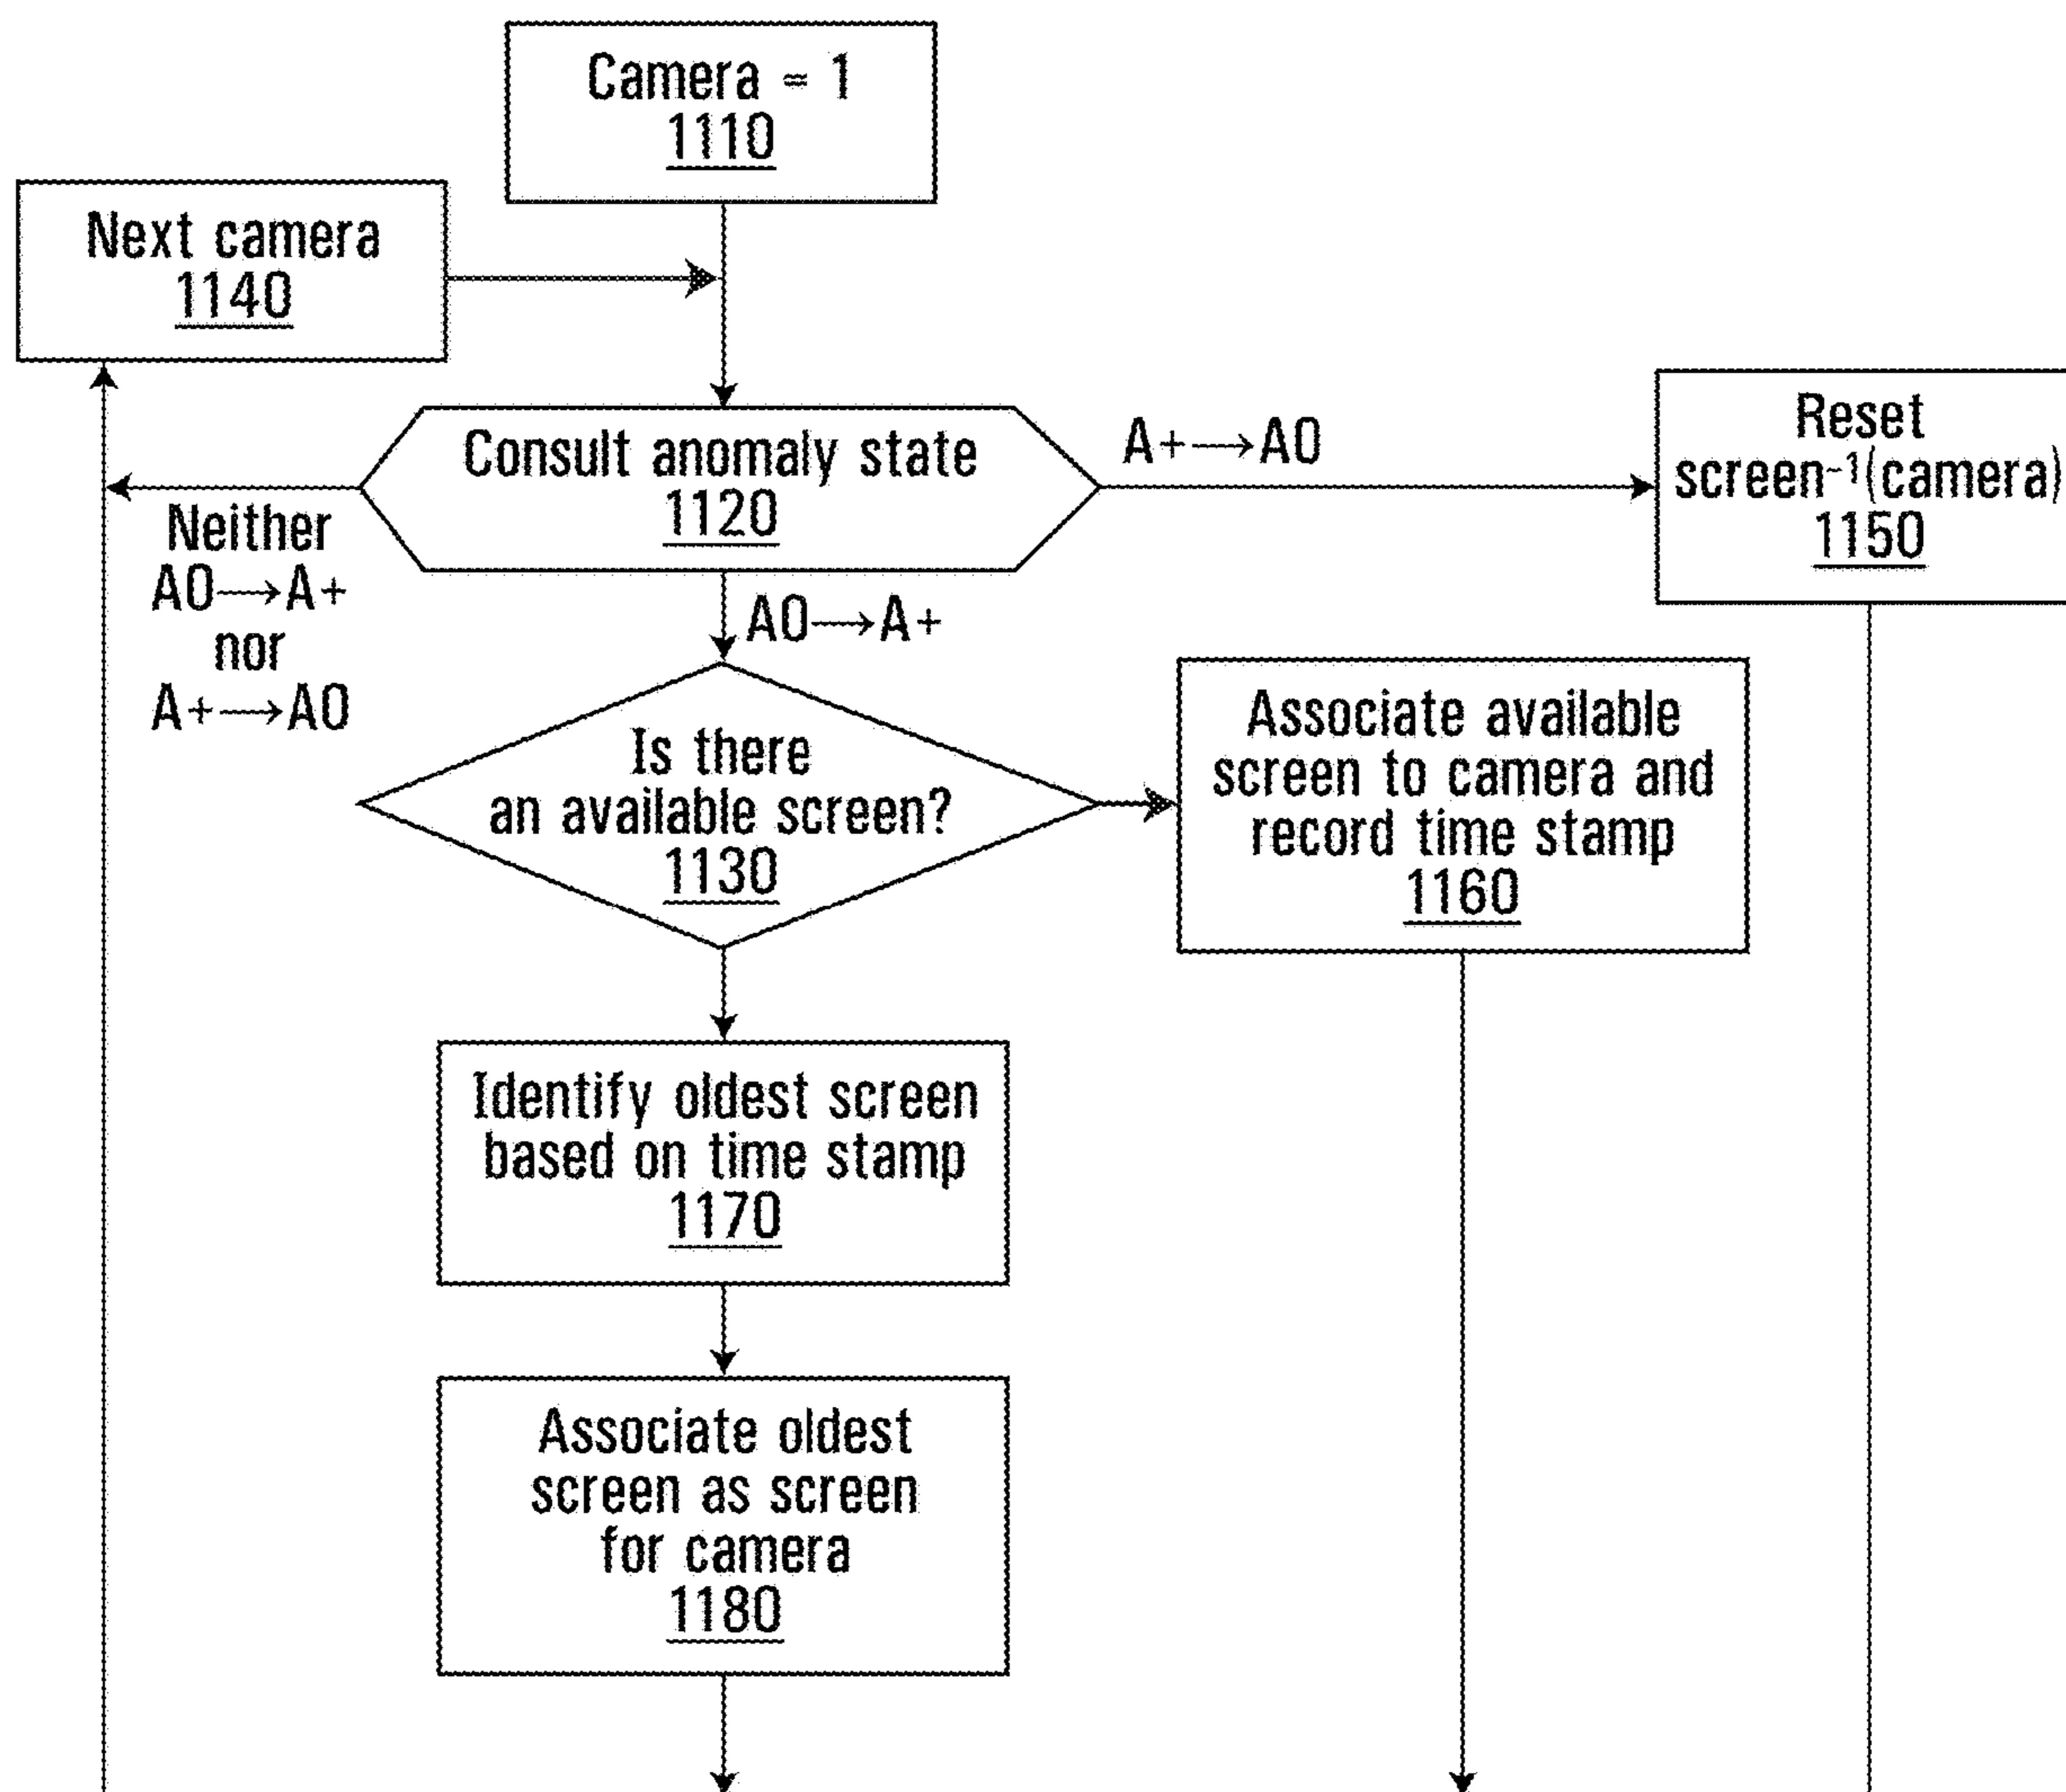 Camera = 1
1110
Next camera
1140
Consult anomaly state
1120
A+→A0
Reset
screen⁻¹(camera)
1150
Neither
A0→A+
nor
A+→A0
A0→A+
Is there
an available screen?
1130
Associate available
screen to camera and
record time stamp
1160
Identify oldest screen
based on time stamp
1170
Associate oldest
screen as screen
for camera
1180